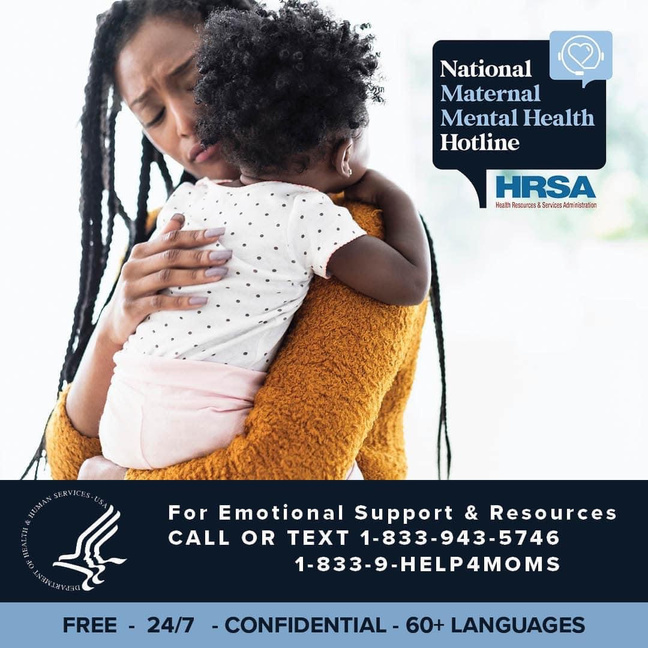 National
Maternal
Mental Health
Hotline
HRSA
Health Resources & Services Administration
DEPARTMENT OF HEALTH & HUMAN SERVICES · USA
For Emotional Support & Resources
CALL OR TEXT 1-833-943-5746
1-833-9-HELP4MOMS
FREE - 24/7 - CONFIDENTIAL - 60+ LANGUAGES